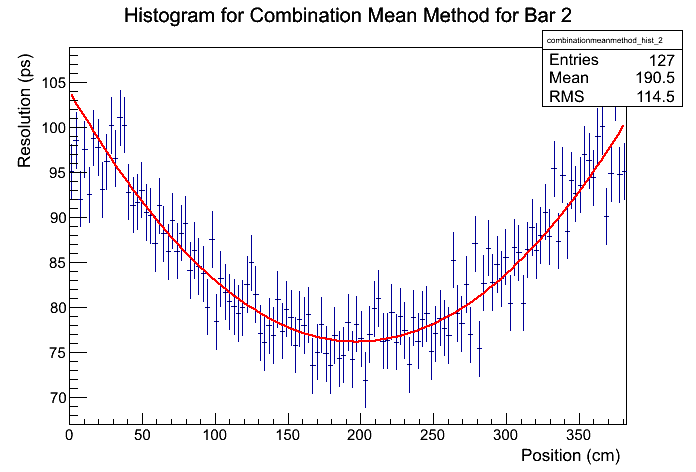 Histogram for Combination Mean Method for Bar 2
combinationmeanmethod_hist_2
Entries 127
Mean 190.5
RMS 114.5
Resolution (ps)
105
100
95
90
85
80
75
70
0 50 100 150 200 250 300 350
Position (cm)